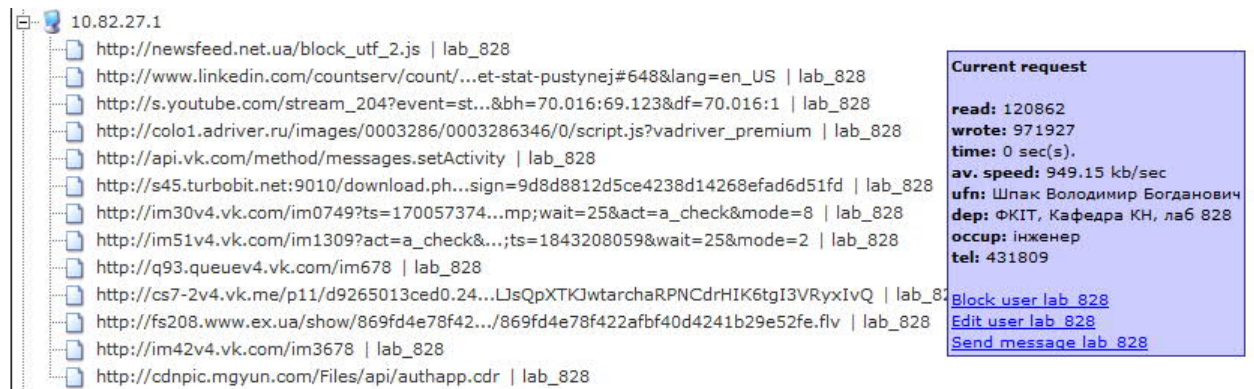 10.82.27.1
http://newsfeed.net.ua/block_utf_2.js | lab_828
http://www.linkedin.com/countserv/count/...et-stat-pustynej#648&lang=en_US | lab_828
http://s.youtube.com/stream_204?event=st...&bh=70.016:69.123&df=70.016:1 | lab_828
http://colo1.adriver.ru/images/0003286/0003286346/0/script.js?vadriver_premium | lab_828
http://api.vk.com/method/messages.setActivity | lab_828
http://s45.turbobit.net:9010/download.ph...sign=9d8d8812d5ce4238d14268efad6d51fd | lab_828
http://im30v4.vk.com/im0749?ts=170057374...mp;wait=25&act=a_check&mode=8 | lab_828
http://im51v4.vk.com/im1309?act=a_check&...;ts=1843208059&wait=25&mode=2 | lab_828
http://q93.queuev4.vk.com/im678 | lab_828
http://cs7-2v4.vk.me/p11/d9265013ced0.24...LJsQpXTKJwtarchaRPNCdrHIK6tgI3VRyxIvQ | lab_82
http://fs208.www.ex.ua/show/869fd4e78f42.../869fd4e78f422afbf40d4241b29e52fe.flv | lab_828
http://im42v4.vk.com/im3678 | lab_828
http://cdnpic.mgyun.com/Files/api/authapp.cdr | lab_828
Current request
read: 120862
wrote: 971927
time: 0 sec(s).
av. speed: 949.15 kb/sec
ufn: Шпак Володимир Богданович
dep: ФКІТ, Кафедра КН, лаб 828
occup: інженер
tel: 431809
Block user lab_828
Edit user lab_828
Send message lab_828